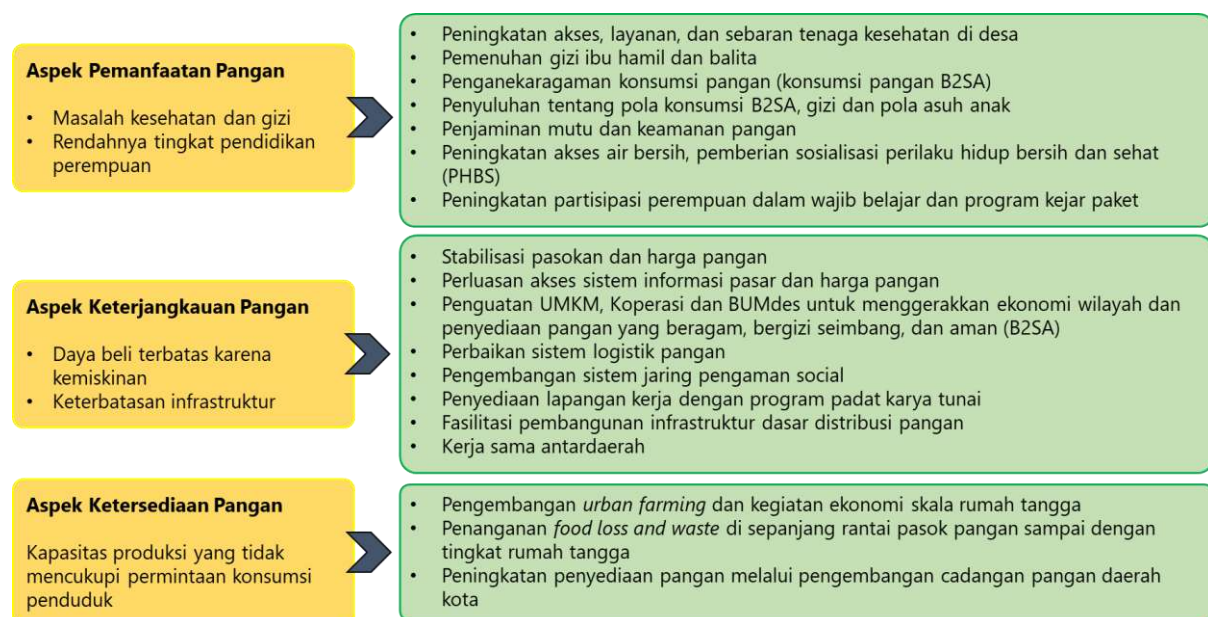 Aspek Pemanfaatan Pangan
• Masalah kesehatan dan gizi
• Rendahnya tingkat pendidikan
perempuan
• Peningkatan akses, layanan, dan sebaran tenaga kesehatan di desa
• Pemenuhan gizi ibu hamil dan balita
• Penganekaragaman konsumsi pangan (konsumsi pangan B2SA)
• Penyuluhan tentang pola konsumsi B2SA, gizi dan pola asuh anak
• Penjaminan mutu dan keamanan pangan
• Peningkatan akses air bersih, pemberian sosialisasi perilaku hidup bersih dan sehat
(PHBS)
• Peningkatan partisipasi perempuan dalam wajib belajar dan program kejar paket
Aspek Keterjangkauan Pangan
• Daya beli terbatas karena
kemiskinan
• Keterbatasan infrastruktur
• Stabilisasi pasokan dan harga pangan
• Perluasan akses sistem informasi pasar dan harga pangan
• Penguatan UMKM, Koperasi dan BUMdes untuk menggerakkan ekonomi wilayah dan
penyediaan pangan yang beragam, bergizi seimbang, dan aman (B2SA)
• Perbaikan sistem logistik pangan
• Pengembangan sistem jaring pengaman social
• Penyediaan lapangan kerja dengan program padat karya tunai
• Fasilitasi pembangunan infrastruktur dasar distribusi pangan
• Kerja sama antardaerah
Aspek Ketersediaan Pangan
Kapasitas produksi yang tidak
mencukupi permintaan konsumsi
penduduk
• Pengembangan urban farming dan kegiatan ekonomi skala rumah tangga
• Penanganan food loss and waste di sepanjang rantai pasok pangan sampai dengan
tingkat rumah tangga
• Peningkatan penyediaan pangan melalui pengembangan cadangan pangan daerah
kota